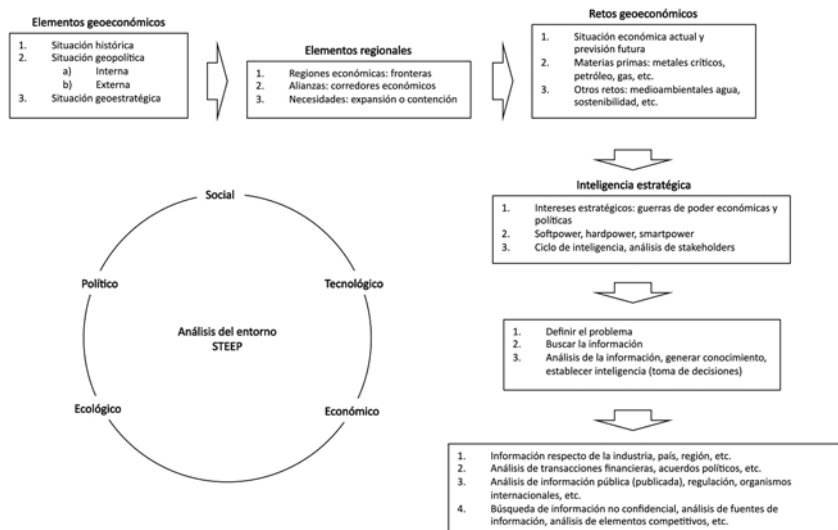 Elementos geoeconómicos
1. Situación histórica
2. Situación geopolítica
a) Interna
b) Externa
3. Situación geoestratégica
Elementos regionales
1. Regiones económicas: fronteras
2. Alianzas: corredores económicos
3. Necesidades: expansión o contención
Retos geoeconómicos
1. Situación económica actual y
previsión futura
2. Materias primas: metales críticos,
petróleo, gas, etc.
3. Otros retos: medioambientales agua,
sostenibilidad, etc.
Inteligencia estratégica
1. Intereses estratégicos: guerras de poder económicas y
políticas
2. Softpower, hardpower, smartpower
3. Ciclo de inteligencia, análisis de stakeholders
1. Definir el problema
2. Buscar la información
3. Análisis de la información, generar conocimiento,
establecer inteligencia (toma de decisiones)
1. Información respecto de la industria, país, región, etc.
2. Análisis de transacciones financieras, acuerdos políticos, etc.
3. Análisis de información pública (publicada), regulación, organismos
internacionales, etc.
4. Búsqueda de información no confidencial, análisis de fuentes de
información, análisis de elementos competitivos, etc.
Social
Político
Tecnológico
Análisis del entorno
STEEP
Ecológico
Económico